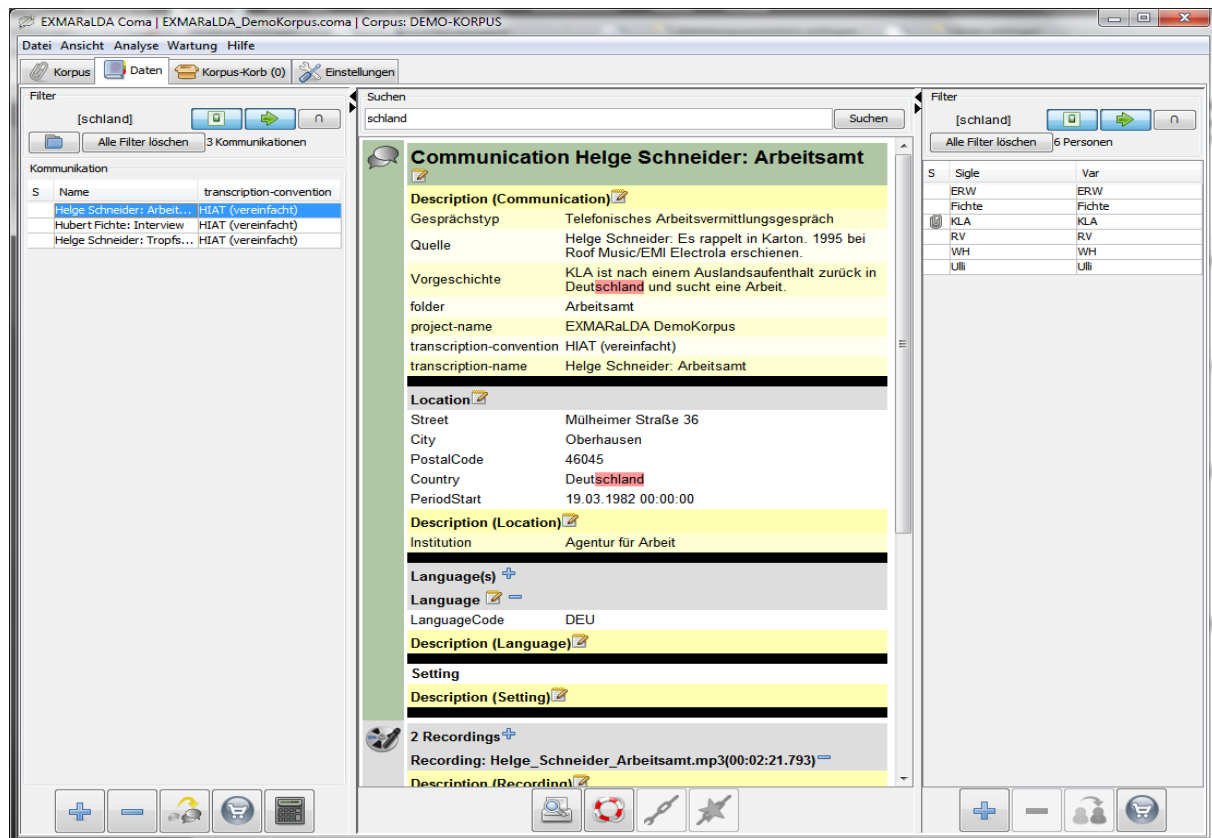 EXMARaLDA Coma | EXMARaLDA_DemoKorpus.coma | Corpus: DEMO-KORPUS
Datei Ansicht Analyse Wartung Hilfe
Korpus Daten Korpus-Korb (0) Einstellungen
Filter
[schland]
Alle Filter löschen 3 Kommunikationen
Kommunikation
S Name transcription-convention
Helge Schneider: Arbeit... HIAT (vereinfacht)
Hubert Fichte: Interview HIAT (vereinfacht)
Helge Schneider: Tropfs... HIAT (vereinfacht)
Suchen
schland Suchen
Communication Helge Schneider: Arbeitsamt
Description (Communication)
Gesprächstyp Telefonisches Arbeitsvermittlungsgespräch
Quelle Helge Schneider: Es rappelt in Karton. 1995 bei
Roof Music/EMI Electrola erschienen.
Vorgeschichte KLA ist nach einem Auslandsaufenthalt zurück in
Deutschland und sucht eine Arbeit.
folder Arbeitsamt
project-name EXMARaLDA DemoKorpus
transcription-convention HIAT (vereinfacht)
transcription-name Helge Schneider: Arbeitsamt
Location
Street Mülheimer Straße 36
City Oberhausen
PostalCode 46045
Country Deutschland
PeriodStart 19.03.1982 00:00:00
Description (Location)
Institution Agentur für Arbeit
Language(s)
Language
LanguageCode DEU
Description (Language)
Setting
Description (Setting)
2 Recordings
Recording: Helge_Schneider_Arbeitsamt.mp3(00:02:21.793)
Description (Recording)
Filter
[schland]
Alle Filter löschen 6 Personen
S Sigle Var
ERW ERW
Fichte Fichte
KLA KLA
RV RV
WH WH
Ulli Ulli